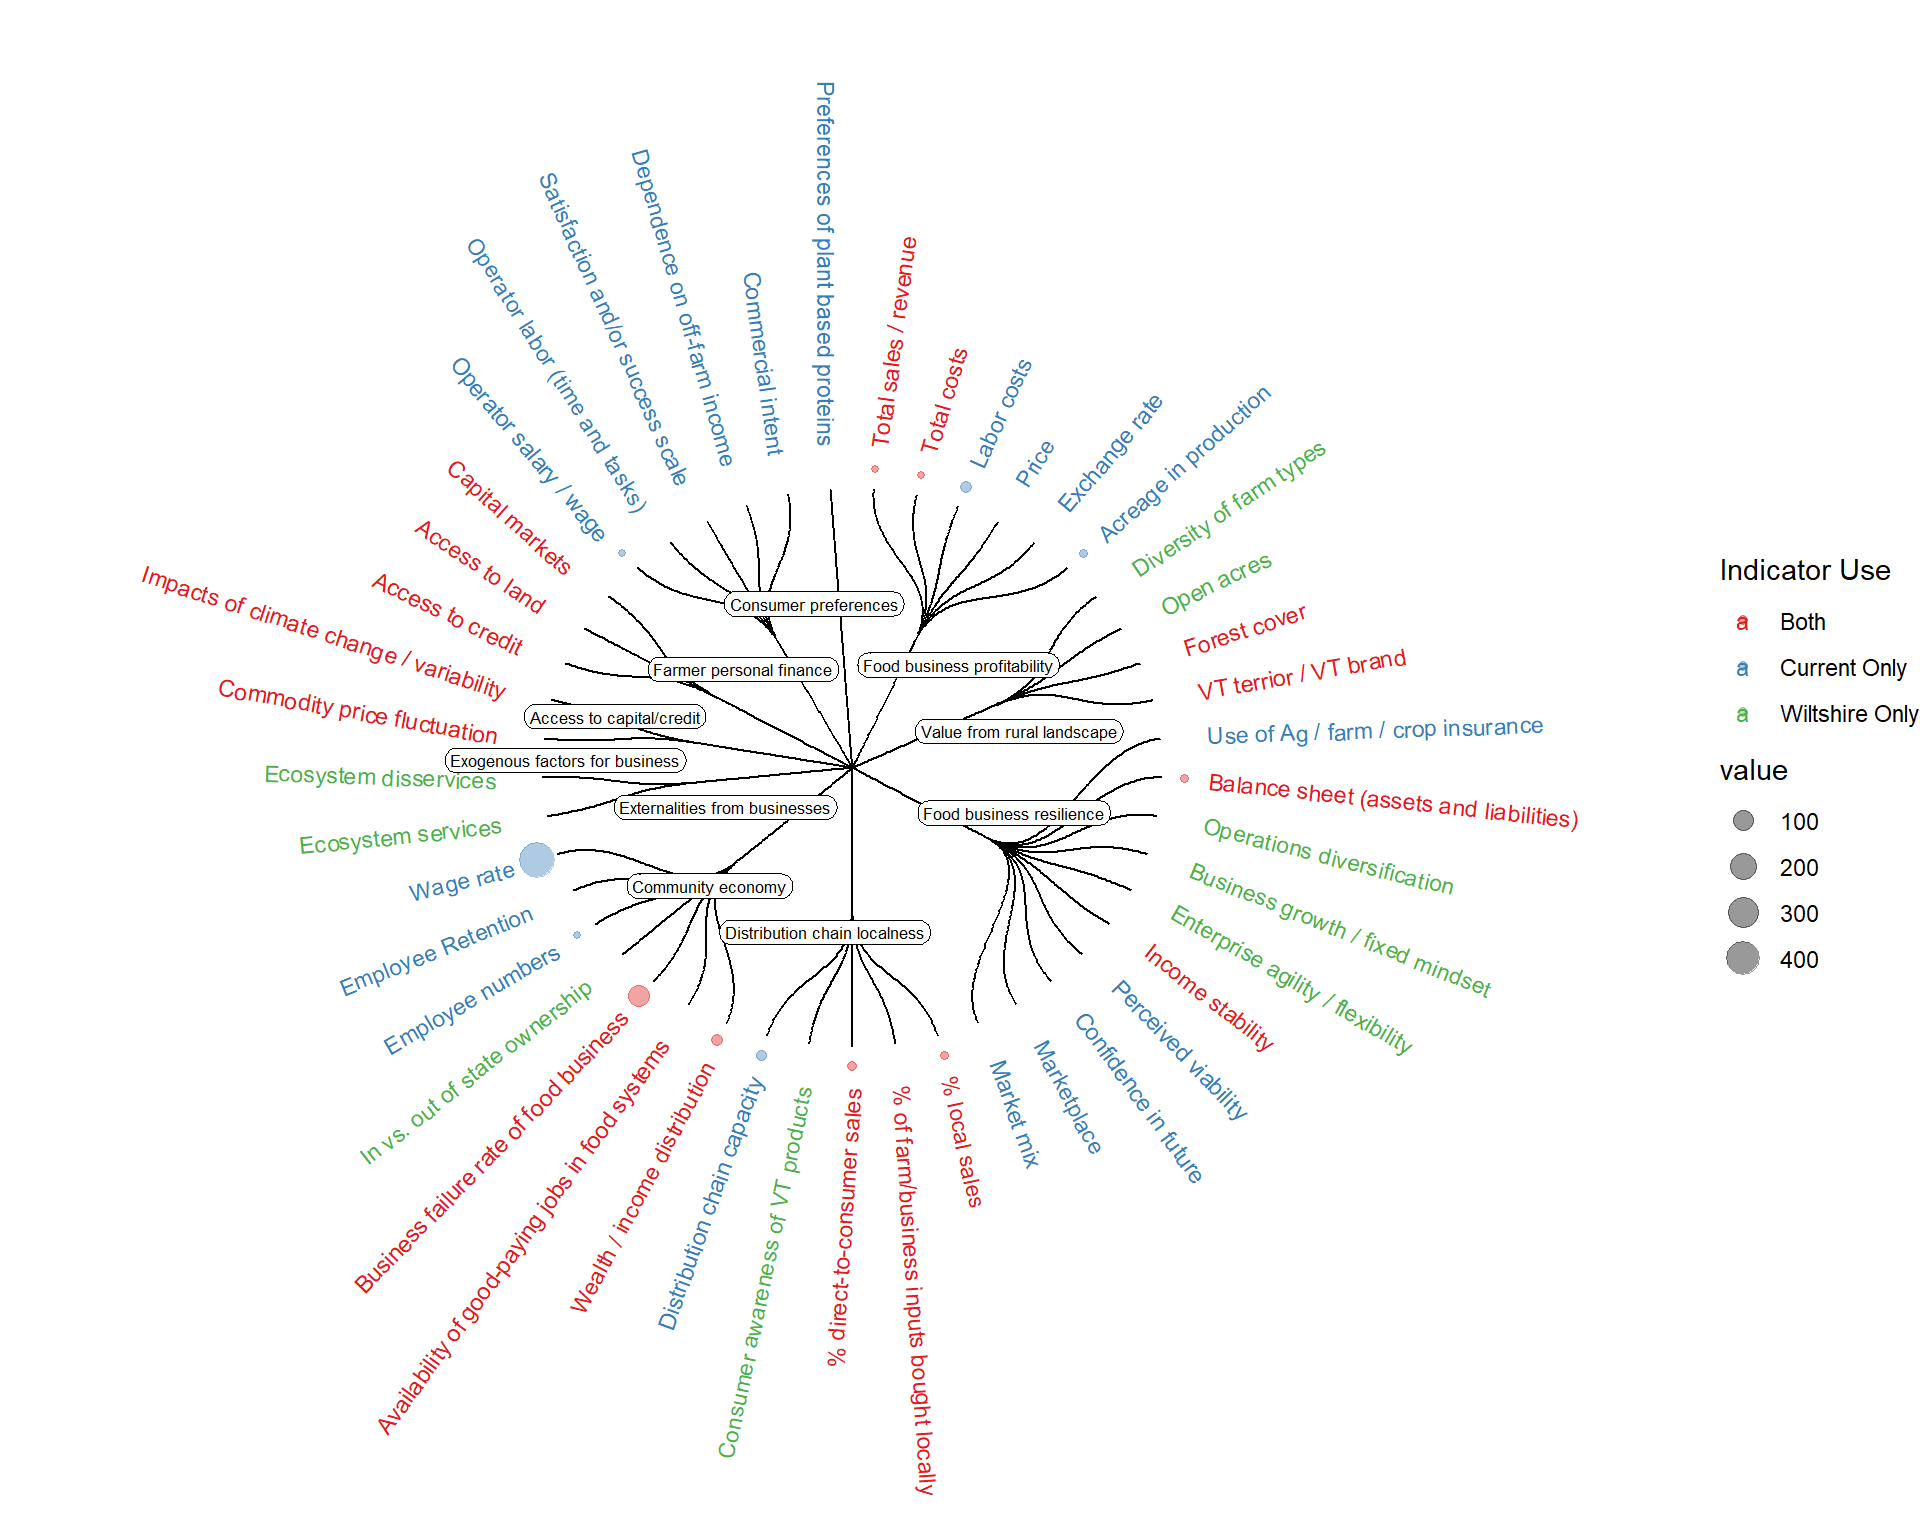 Preferences of plant based proteins
Total sales / revenue
Total costs
Labor costs
Price
Exchange rate
Acreage in production
Diversity of farm types
Open acres
Forest cover
VT terrior / VT brand
Use of Ag / farm / crop insurance
Balance sheet (assets and liabilities)
Operations diversification
Business growth / fixed mindset
Enterprise agility / flexibility
Income stability
Perceived viability
Confidence in future
Marketplace
Market mix
% local sales
% of farm/business inputs bought locally
% direct-to-consumer sales
Consumer awareness of VT products
Distribution chain capacity
Wealth / income distribution
Availability of good-paying jobs in food systems
Business failure rate of food business
In vs. out of state ownership
Employee numbers
Employee Retention
Wage rate
Ecosystem services
Ecosystem disservices
Commodity price fluctuation
Impacts of climate change / variability
Access to credit
Access to land
Capital markets
Operator salary / wage
Operator labor (time and tasks)
Satisfaction and/or success scale
Dependence on off-farm income
Commercial intent
Consumer preferences
Food business profitability
Farmer personal finance
Access to capital/credit
Value from rural landscape
Exogenous factors for business
Externalities from businesses
Food business resilience
Community economy
Distribution chain localness
Indicator Use
a Both
a Current Only
a Wiltshire Only
value
100
200
300
400